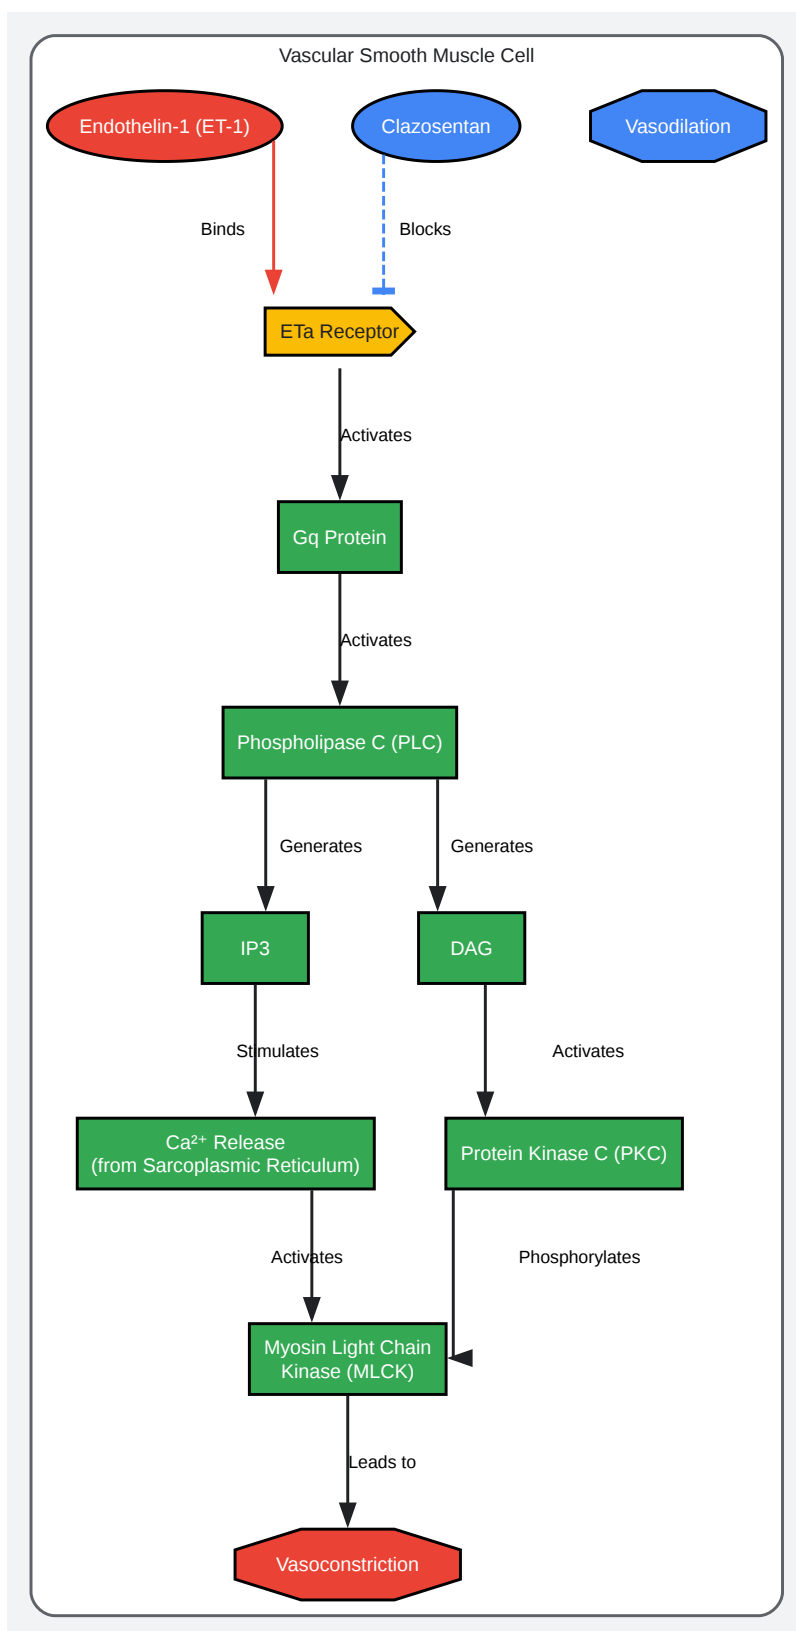 Vascular Smooth Muscle Cell
Endothelin-1 (ET-1)
Clazosentan
Vasodilation
Binds
Blocks
ETa Receptor
Activates
Gq Protein
Activates
Phospholipase C (PLC)
Generates
Generates
IP3
DAG
Stimulates
Activates
Ca²⁺ Release
(from Sarcoplasmic Reticulum)
Protein Kinase C (PKC)
Activates
Phosphorylates
Myosin Light Chain
Kinase (MLCK)
Leads to
Vasoconstriction